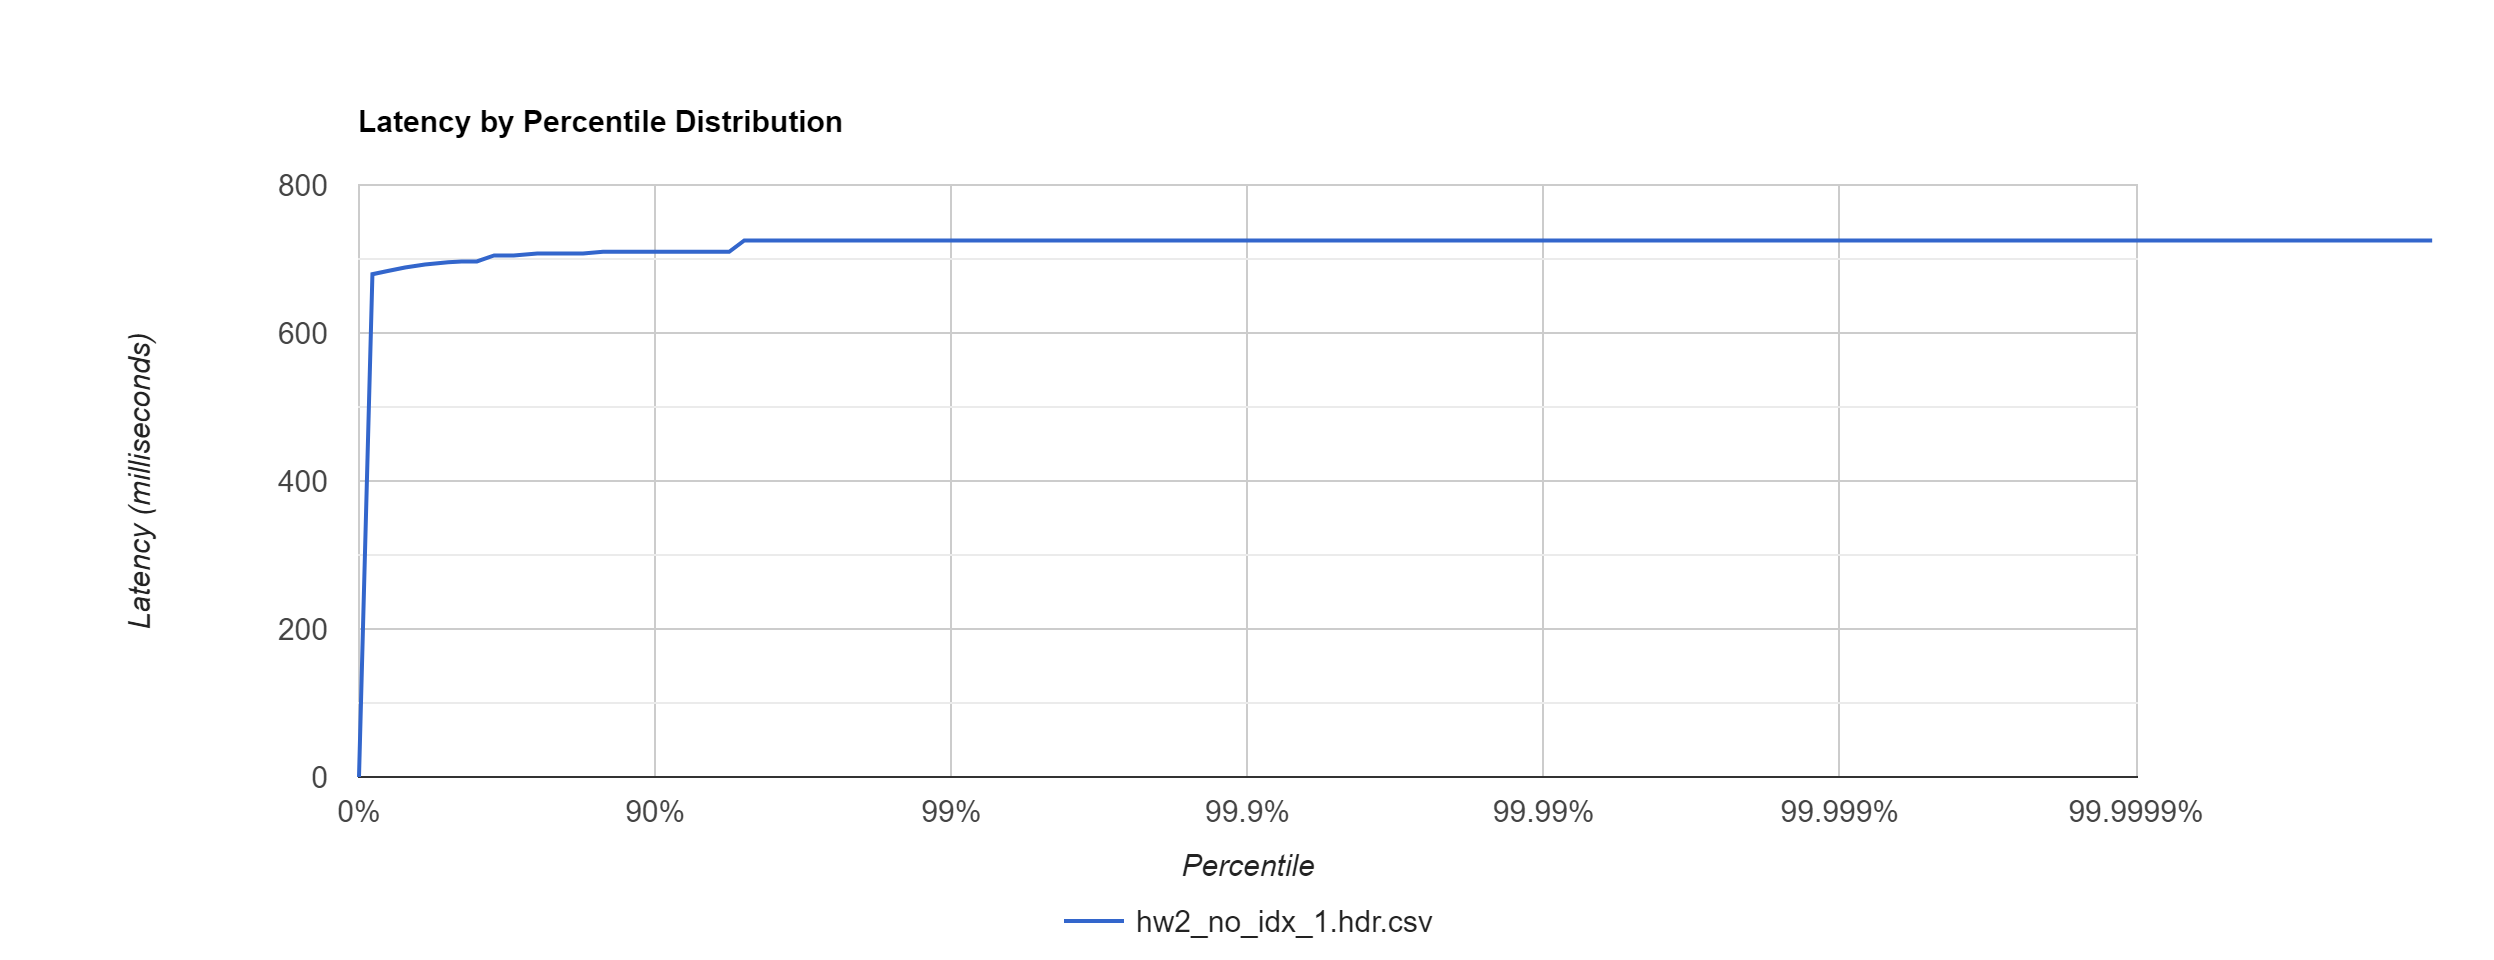 Latency by Percentile Distribution
800
600
400
200
0
Latency (milliseconds)
0% 90% 99% 99.9% 99.99% 99.999% 99.9999%
Percentile
hw2_no_idx_1.hdr.csv